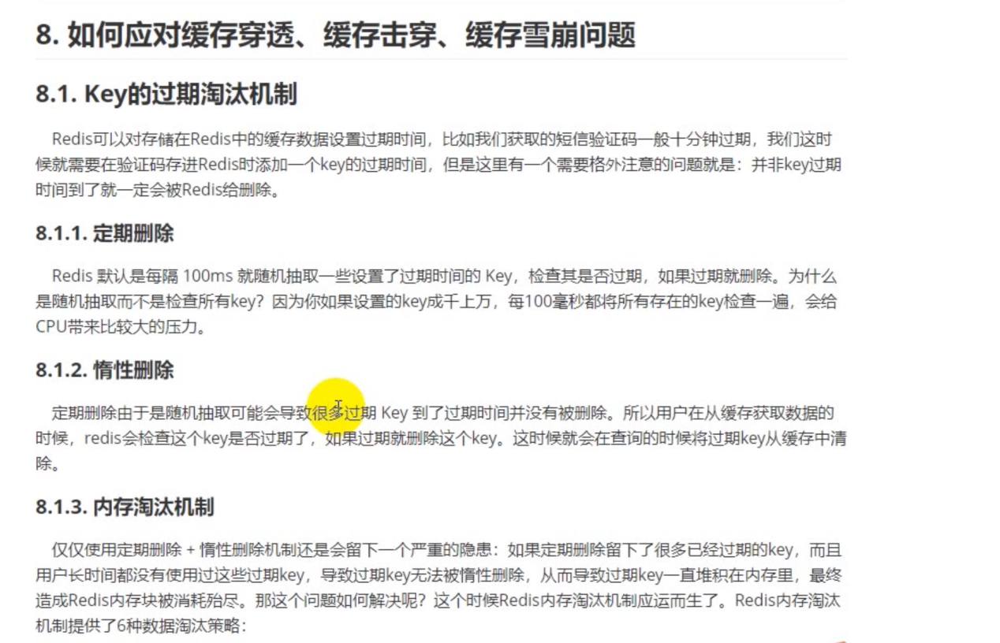 8. 如何应对缓存穿透、缓存击穿、缓存雪崩问题
8.1. Key的过期淘汰机制
Redis可以对存储在Redis中的缓存数据设置过期时间，比如我们获取的短信验证码一般十分钟过期，我们这时
候就需要在验证码存进Redis时添加一个key的过期时间，但是这里有一个需要格外注意的问题就是：并非key过期
时间到了就一定会被Redis给删除。
8.1.1. 定期删除
Redis 默认是每隔 100ms 就随机抽取一些设置了过期时间的 Key，检查其是否过期，如果过期就删除。为什么
是随机抽取而不是检查所有key？因为你如果设置的key成千上万，每100毫秒都将所有存在的key检查一遍，会给
CPU带来比较大的压力。
8.1.2. 惰性删除
定期删除由于是随机抽取可能会导致很多过期 Key 到了过期时间并没有被删除。所以用户在从缓存获取数据的
时候，redis会检查这个key是否过期了，如果过期就删除这个key。这时候就会在查询的时候将过期key从缓存中清
除。
8.1.3. 内存淘汰机制
仅仅使用定期删除 + 惰性删除机制还是会留下一个严重的隐患：如果定期删除留下了很多已经过期的key，而且
用户长时间都没有使用过这些过期key，导致过期key无法被惰性删除，从而导致过期key一直堆积在内存里，最终
造成Redis内存块被消耗殆尽。那这个问题如何解决呢？这个时候Redis内存淘汰机制应运而生了。Redis内存淘汰
机制提供了6种数据淘汰策略：